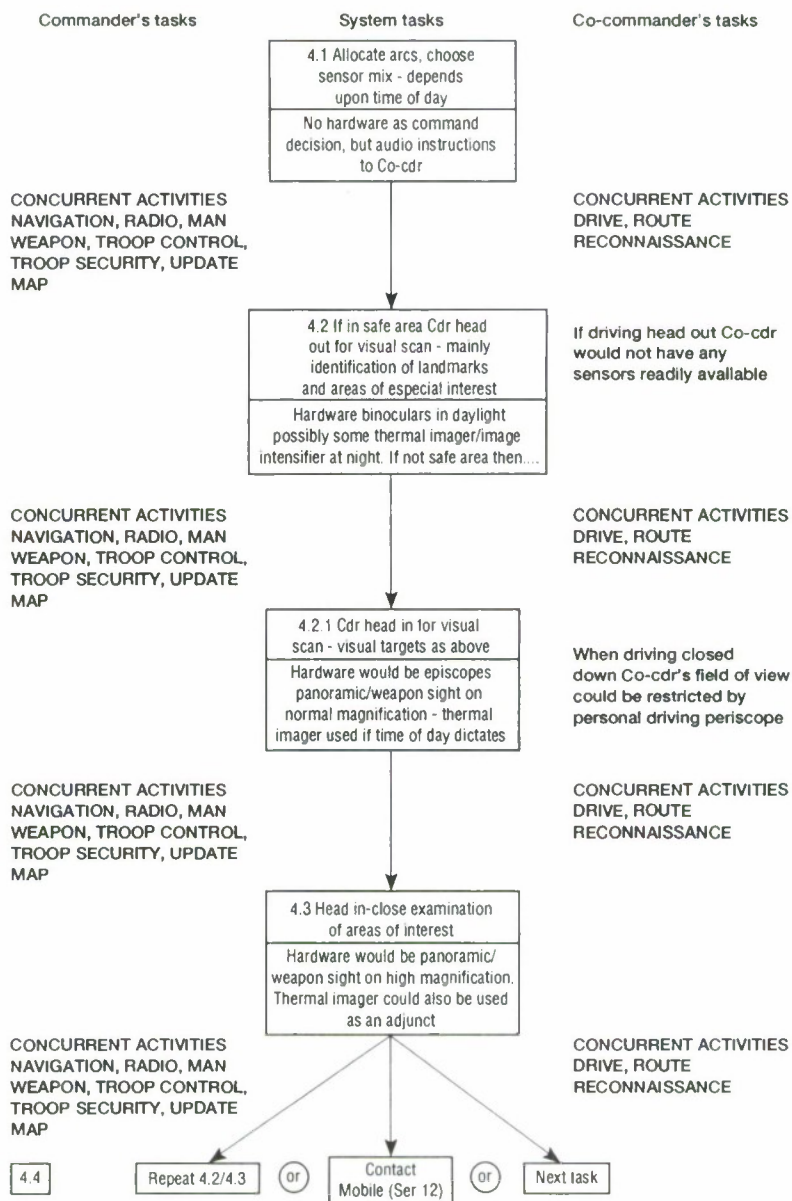 Commander's tasks
System tasks
Co-commander's tasks
4.1 Allocate arcs, choose
sensor mix - depends
upon time of day
No hardware as command
decision, but audio instructions
to Co-cdr
CONCURRENT ACTIVITIES
NAVIGATION, RADIO, MAN
WEAPON, TROOP CONTROL,
TROOP SECURITY, UPDATE
MAP
CONCURRENT ACTIVITIES
DRIVE, ROUTE
RECONNAISSANCE
4.2 If in safe area Cdr head
out for visual scan - mainly
identification of landmarks
and areas of especial interest
Hardware binoculars in daylight
possibly some thermal imager/image
intensifier at night. If not safe area then....
If driving head out Co-cdr
would not have any
sensors readily available
CONCURRENT ACTIVITIES
NAVIGATION, RADIO, MAN
WEAPON, TROOP CONTROL,
TROOP SECURITY, UPDATE
MAP
CONCURRENT ACTIVITIES
DRIVE, ROUTE
RECONNAISSANCE
4.2.1 Cdr head in for visual
scan - visual targets as above
Hardware would be episcopes
panoramic/weapon sight on
normal magnification - thermal
imager used if time of day dictates
When driving closed
down Co-cdr's field of view
could be restricted by
personal driving periscope
CONCURRENT ACTIVITIES
NAVIGATION, RADIO, MAN
WEAPON, TROOP CONTROL,
TROOP SECURITY, UPDATE
MAP
CONCURRENT ACTIVITIES
DRIVE, ROUTE
RECONNAISSANCE
4.3 Head in-close examination
of areas of interest
Hardware would be panoramic/
weapon sight on high magnification.
Thermal imager could also be used
as an adjunct
CONCURRENT ACTIVITIES
NAVIGATION, RADIO, MAN
WEAPON, TROOP CONTROL,
TROOP SECURITY, UPDATE
MAP
CONCURRENT ACTIVITIES
DRIVE, ROUTE
RECONNAISSANCE
4.4
Repeat 4.2/4.3
or
Contact
Mobile (Ser 12)
or
Next task